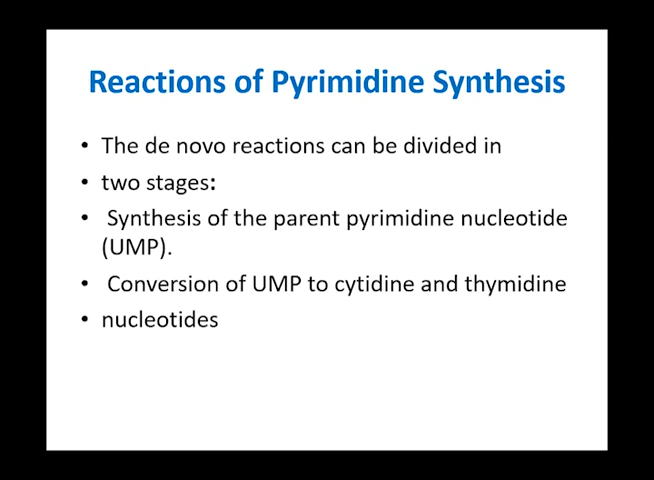 Reactions of Pyrimidine Synthesis
• The de novo reactions can be divided in
• two stages:
• Synthesis of the parent pyrimidine nucleotide
(UMP).
• Conversion of UMP to cytidine and thymidine
• nucleotides